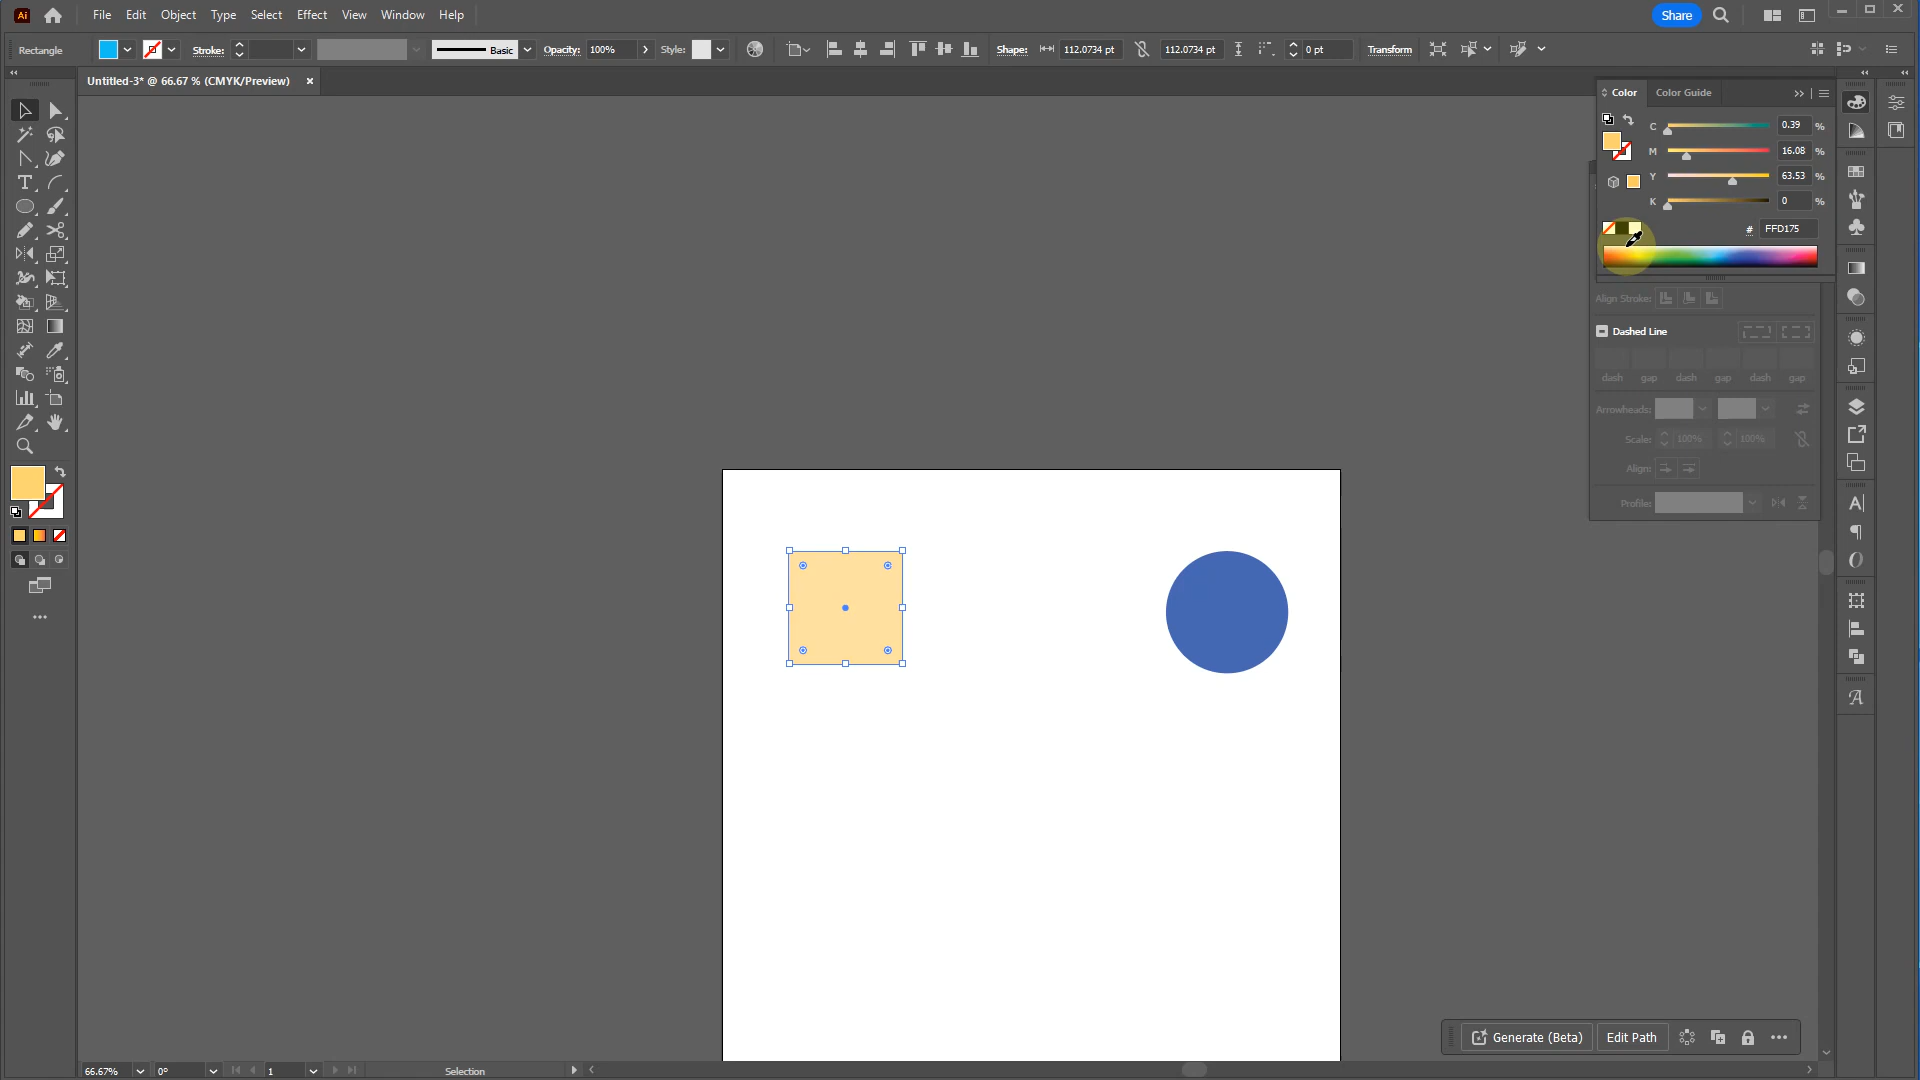 Ai File Edit Object Type Select Effect View Window Help Share
Rectangle Stroke: Basic Opacity: 100% Style: Shape: 112.0734 pt 112.0734 pt 0 pt Transform
Untitled-3* @ 66.67 % (CMYK/Preview) ×
Color Color Guide
C 0.39 %
M 16.08 %
Y 63.53 %
K 0 %
# FFD175
Align Stroke:
Dashed Line
dash gap dash gap dash gap
Arrowheads:
Scale: 100% 100%
Align:
Profile:
Generate (Beta) Edit Path
66.67% 0° 1 Selection